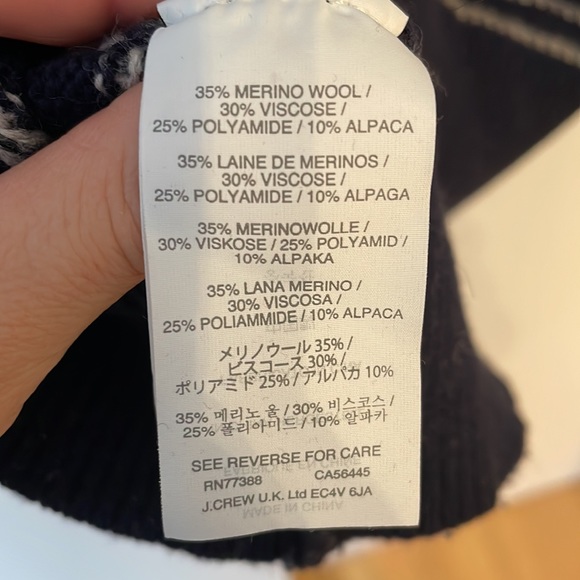 35% MERINO WOOL /
30% VISCOSE /
25% POLYAMIDE / 10% ALPACA
35% LAINE DE MERINOS /
30% VISCOSE /
25% POLYAMIDE / 10% ALPAGA
35% MERINOWOLLE /
30% VISKOSE / 25% POLYAMID /
10% ALPAKA
35% LANA MERINO /
30% VISCOSA /
25% POLIAMMIDE / 10% ALPACA
メリノウール 35% /
ビスコース 30% /
ポリアミド 25% / アルパカ 10%
35% 메리노 울 / 30% 비스코스 /
25% 폴리아미드 / 10% 알파카
SEE REVERSE FOR CARE
RN77388 CA56445
J.CREW U.K. Ltd EC4V 6JA